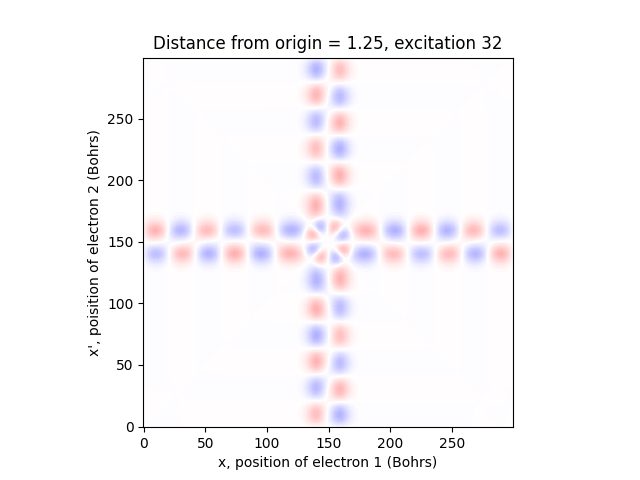 Distance from origin = 1.25, excitation 32
250
200
150
100
50
0
x', poisition of electron 2 (Bohrs)
0 50 100 150 200 250
x, position of electron 1 (Bohrs)